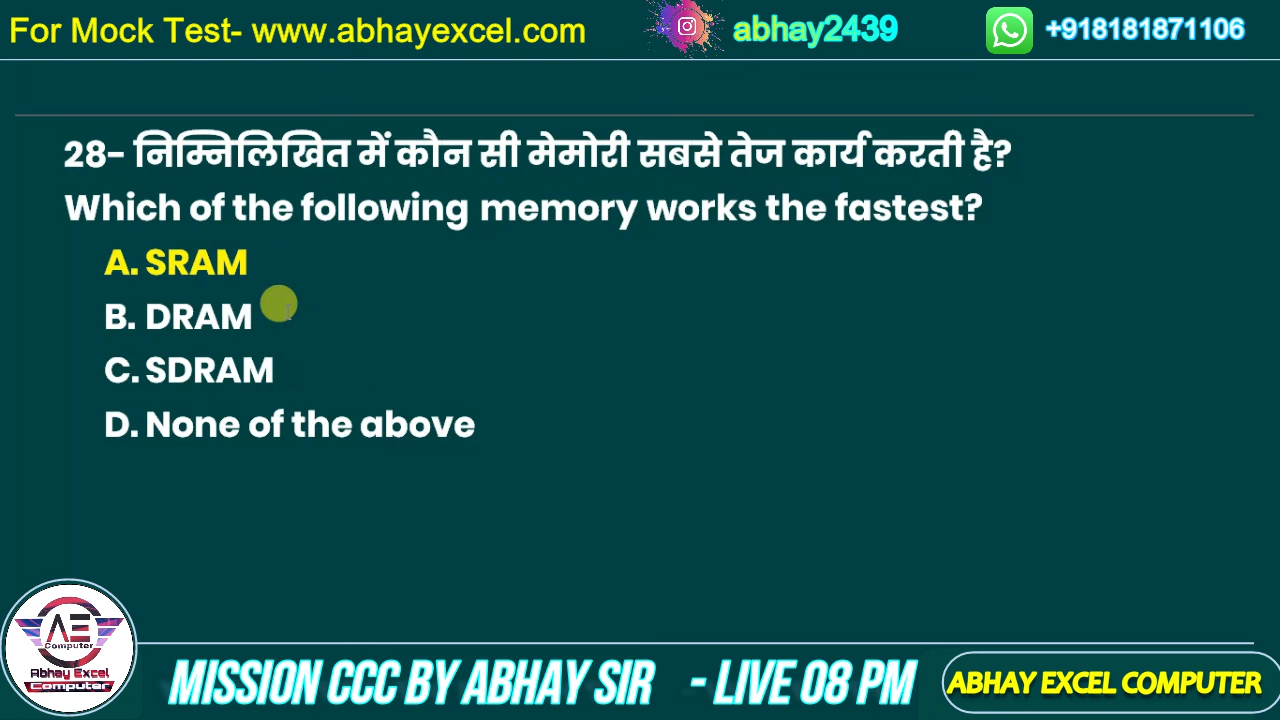 For Mock Test- www.abhayexcel.com
abhay2439
+918181871106
28- निम्निलिखित में कौन सी मेमोरी सबसे तेज कार्य करती है?
Which of the following memory works the fastest?
A. SRAM
B. DRAM
C. SDRAM
D. None of the above
AE
Computer
Abhay Excel
Computer
MISSION CCC BY ABHAY SIR - LIVE 08 PM
ABHAY EXCEL COMPUTER